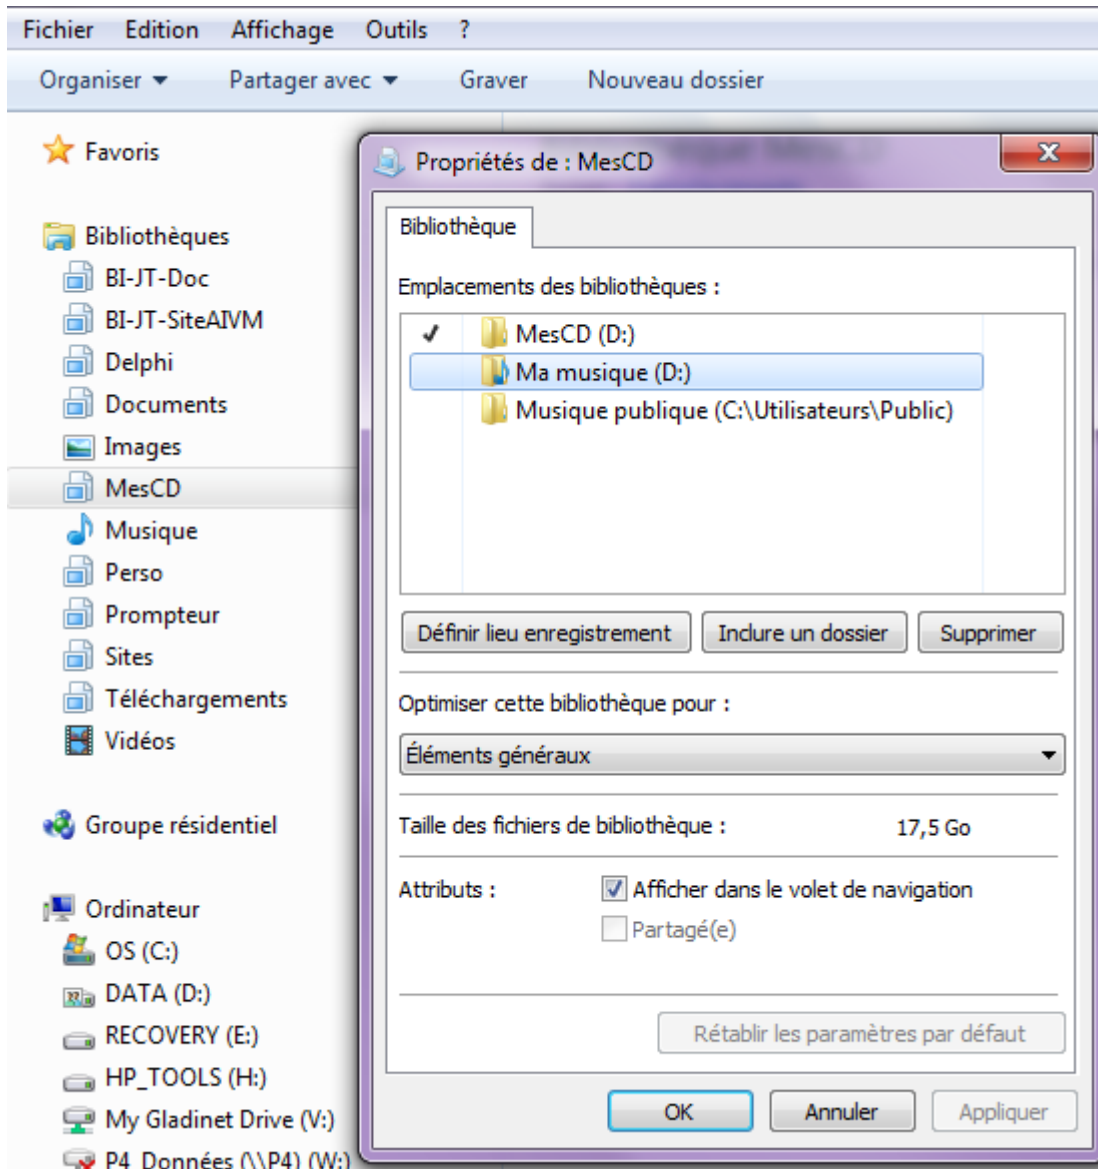 Fichier Edition Affichage Outils ?
Organiser Partager avec Graver Nouveau dossier
Favoris
Bibliothèques
BI-JT-Doc
BI-JT-SiteAIVM
Delphi
Documents
Images
MesCD
Musique
Perso
Prompteur
Sites
Téléchargements
Vidéos
Groupe résidentiel
Ordinateur
OS (C:)
DATA (D:)
RECOVERY (E:)
HP_TOOLS (H:)
My Gladinet Drive (V:)
P4_Données (\\P4) (W:)
Propriétés de : MesCD
Bibliothèque
Emplacements des bibliothèques :
MesCD (D:)
Ma musique (D:)
Musique publique (C:\Utilisateurs\Public)
Définir lieu enregistrement Inclure un dossier Supprimer
Optimiser cette bibliothèque pour :
Éléments généraux
Taille des fichiers de bibliothèque : 17,5 Go
Attributs : Afficher dans le volet de navigation
Partagé(e)
Rétablir les paramètres par défaut
OK Annuler Appliquer